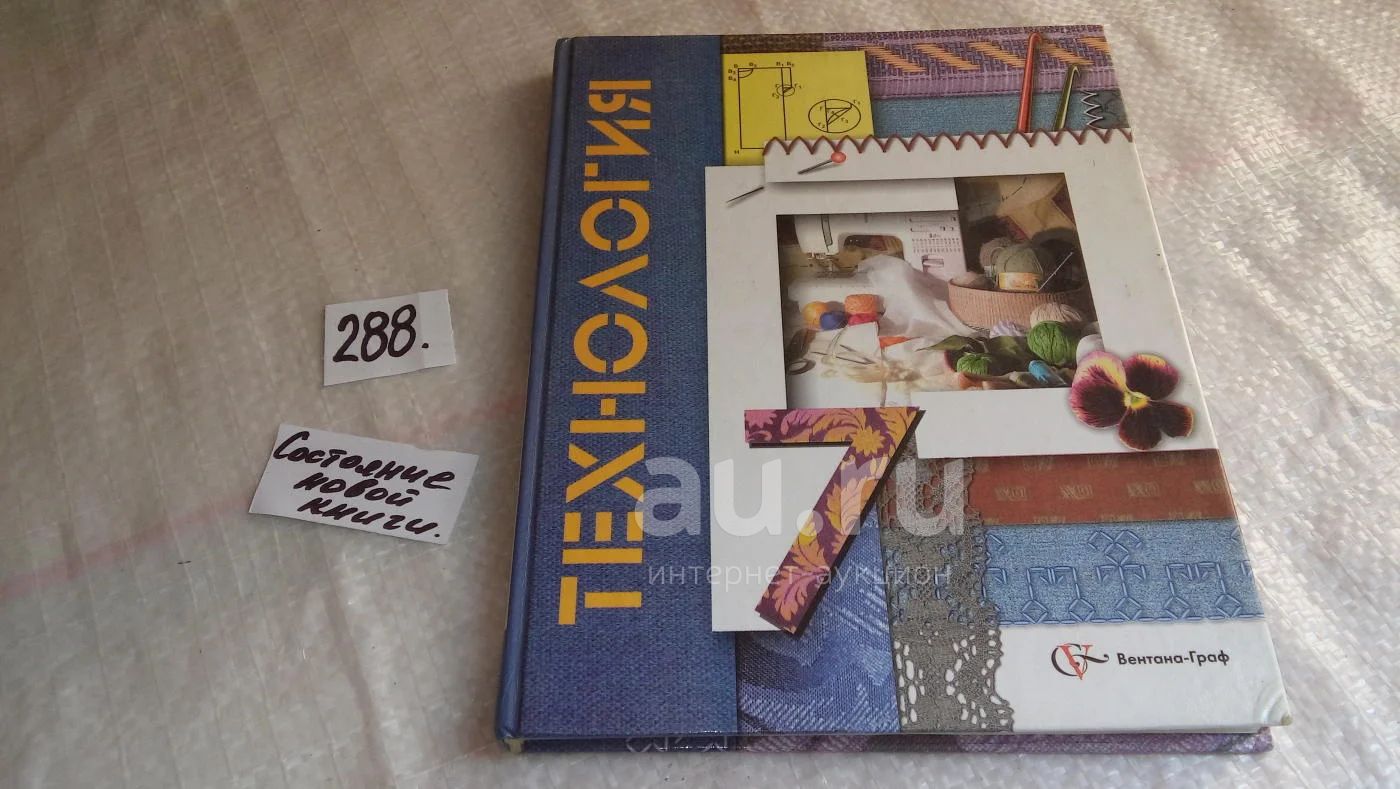 ТЕХНОЛОГИЯ
7
288.
Состояние
новой
книги.
au.ru
интернет-аукцион
Вентана-Граф